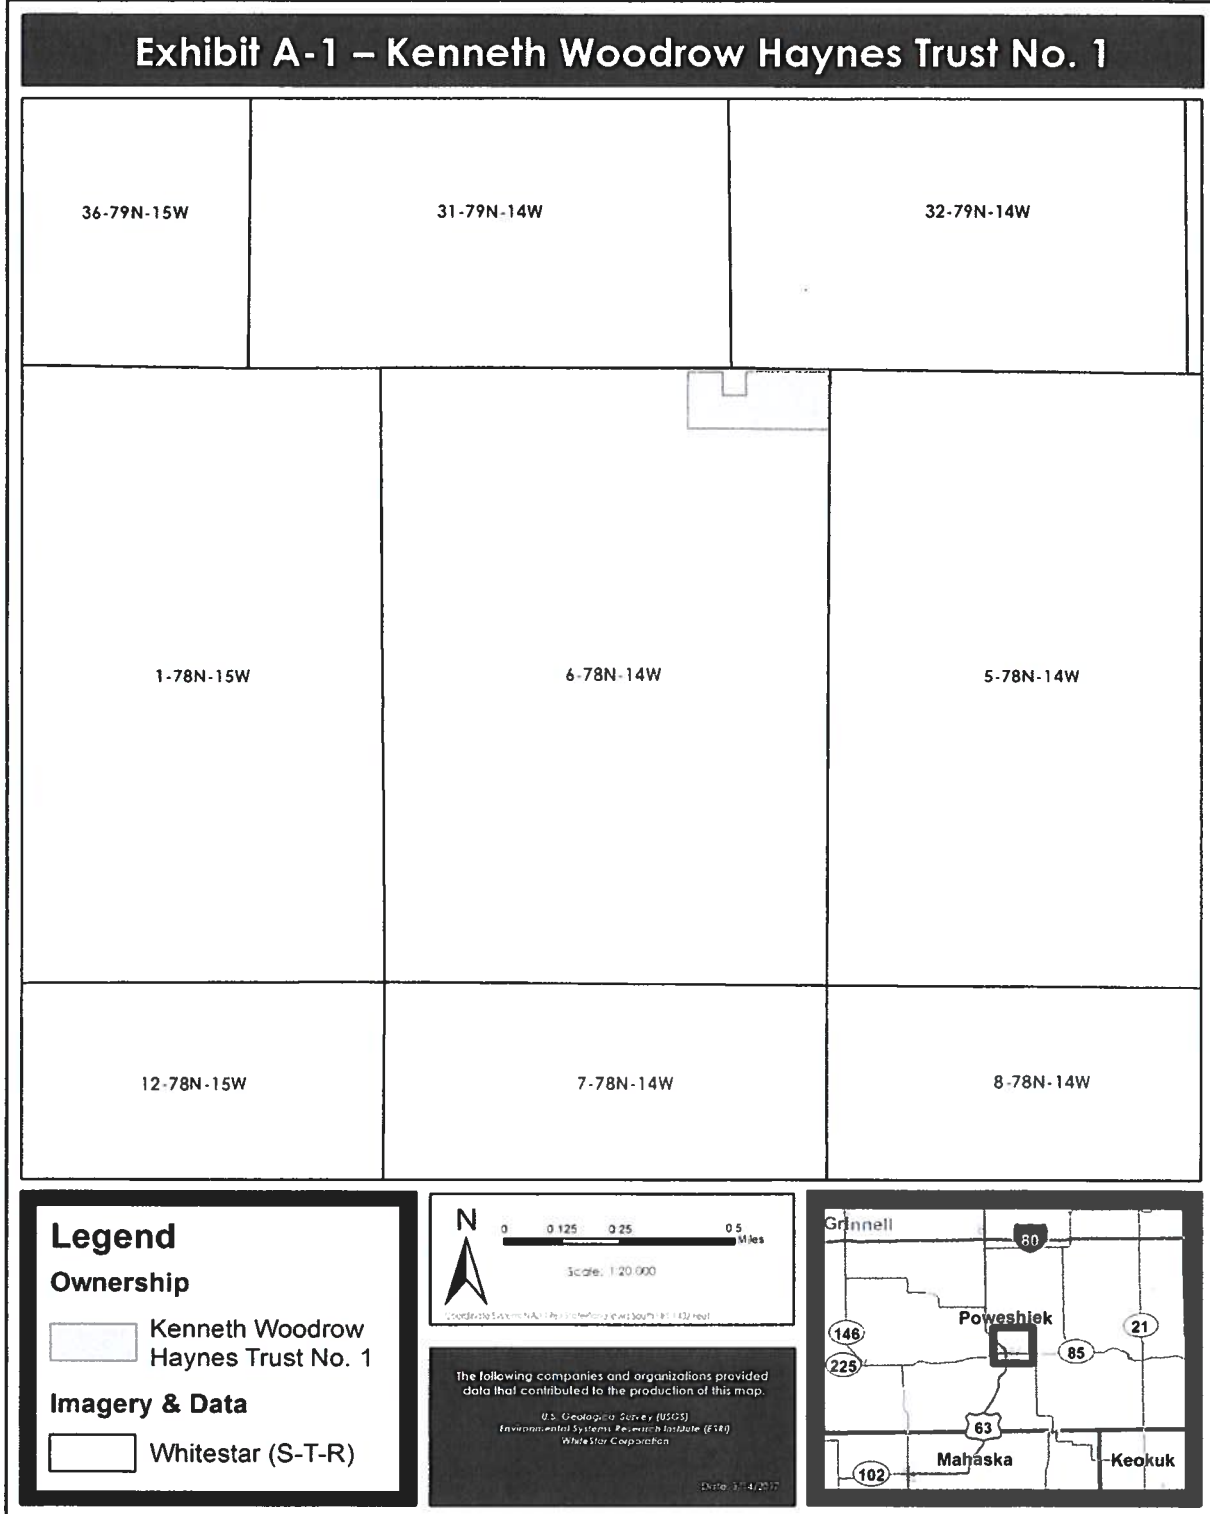 Exhibit A-1 – Kenneth Woodrow Haynes Trust No. 1
36-79N-15W
31-79N-14W
32-79N-14W
1-78N-15W
6-78N-14W
5-78N-14W
12-78N-15W
7-78N-14W
8-78N-14W
Legend
Ownership
Kenneth Woodrow
Haynes Trust No. 1
Imagery & Data
Whitestar (S-T-R)
N
0 0.125 0.25 0.5
Miles
Scale: 1:20,000
The following companies and organizations provided
data that contributed to the production of this map.
U.S. Geological Survey (USGS)
Environmental Systems Research Institute (ESRI)
WhiteStar Corporation
Date:
Grinnell
80
Poweshiek
146
21
85
225
63
Mahaska
Keokuk
102